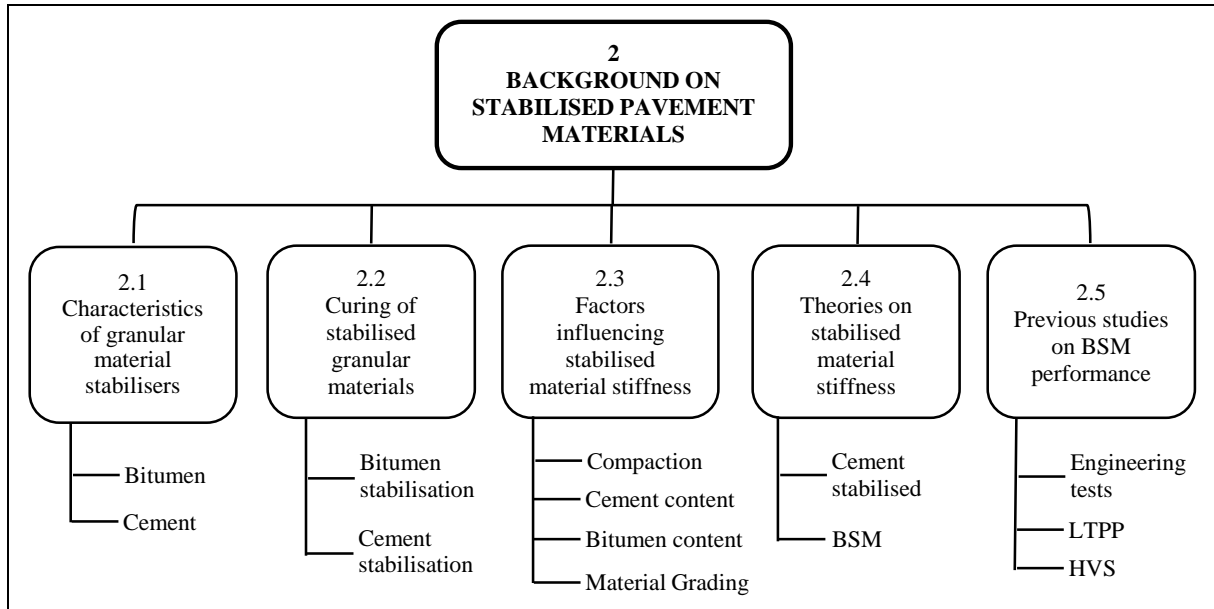 2
BACKGROUND ON
STABILISED PAVEMENT
MATERIALS
2.1
Characteristics
of granular
material
stabilisers
Bitumen
Cement
2.2
Curing of
stabilised
granular
materials
Bitumen
stabilisation
Cement
stabilisation
2.3
Factors
influencing
stabilised
material stiffness
Compaction
Cement content
Bitumen content
Material Grading
2.4
Theories on
stabilised
material
stiffness
Cement
stabilised
BSM
2.5
Previous studies
on BSM
performance
Engineering
tests
LTPP
HVS